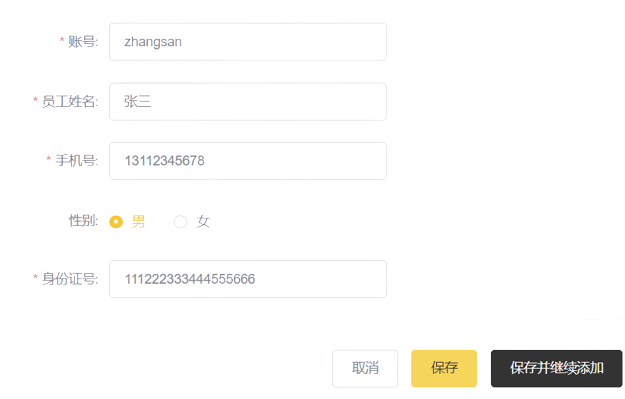 * 账号: zhangsan
* 员工姓名: 张三
* 手机号: 13112345678
性别: 男 女
* 身份证号: 111222333444555666
取消 保存 保存并继续添加